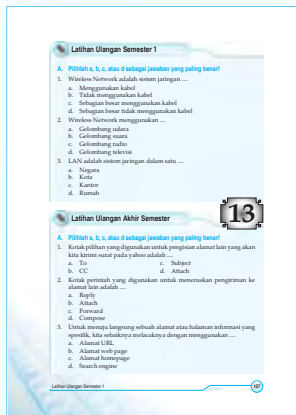 Latihan Ulangan Semester 1
A. Pilihlah a, b, c, atau d sebagai jawaban yang paling benar!
1. Wireless Network adalah sistem jaringan ....
a. Menggunakan kabel
b. Tidak menggunakan kabel
c. Sebagian besar menggunakan kabel
d. Sebagian besar tidak menggunakan kabel
2. Wireless Network menggunakan ....
a. Gelombang udara
b. Gelombang suara
c. Gelombang radio
d. Gelombang televisi
3. LAN adalah sistem jaringan dalam satu ....
a. Negara
b. Kota
c. Kantor
d. Rumah
13
Latihan Ulangan Akhir Semester
A. Pilihlah a, b, c, atau d sebagai jawaban yang paling benar!
1. Kotak pilihan yang digunakan untuk pengisian alamat lain yang akan
kita kirimi surat pada yahoo adalah ....
a. To c. Subject
b. CC d. Attach
2. Kotak perintah yang digunakan untuk meneruskan pengiriman ke
alamat lain adalah ....
a. Reply
b. Attach
c. Forward
d. Compose
3. Untuk menuju langsung sebuah alamat atau halaman informasi yang
spesifik, kita sebaiknya melacaknya dengan menggunakan ....
a. Alamat URL
b. Alamat web page
c. Alamat homepage
d. Search engine
Latihan Ulangan Semester 1 107